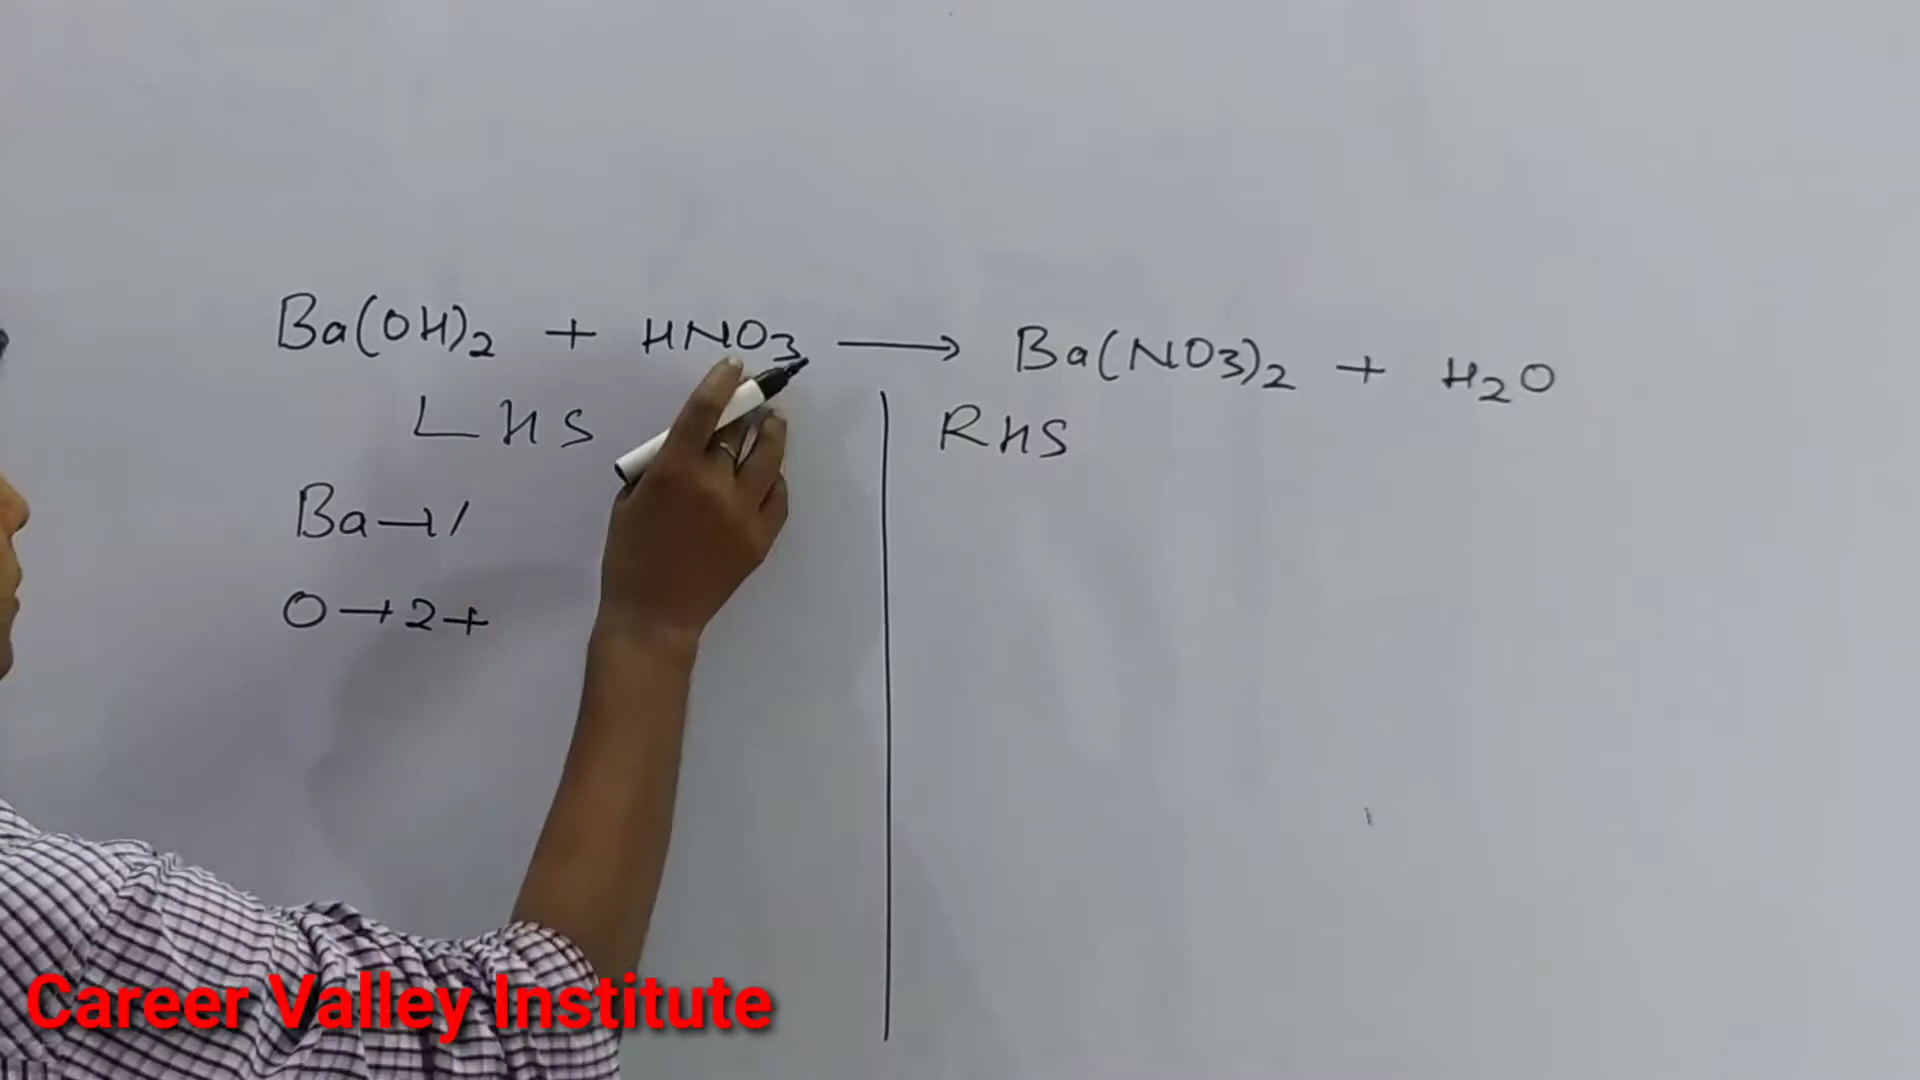 Ba(OH)2 + HNO3 → Ba(NO3)2 + H2O
LHS RHS
Ba→1
O→2+
Career Valley Institute